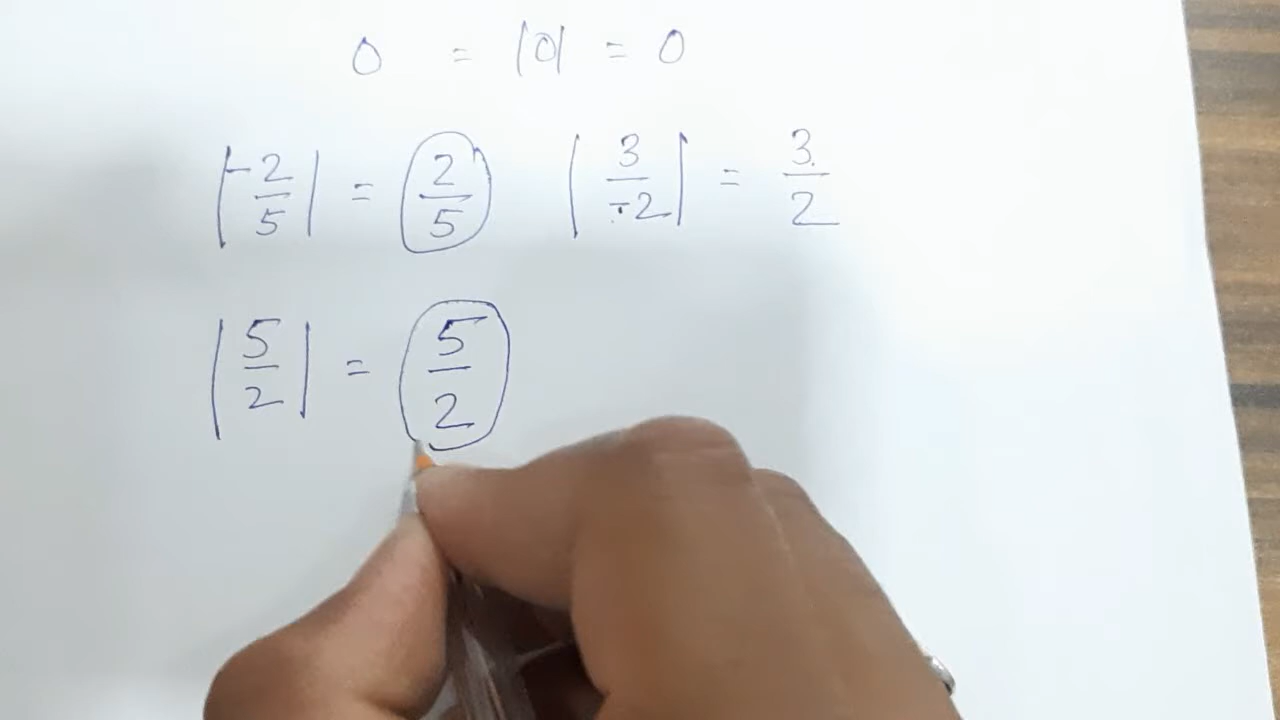 0 = |0| = 0
|-2/5| = 2/5 |3/-2| = 3/2
|5/2| = 5/2